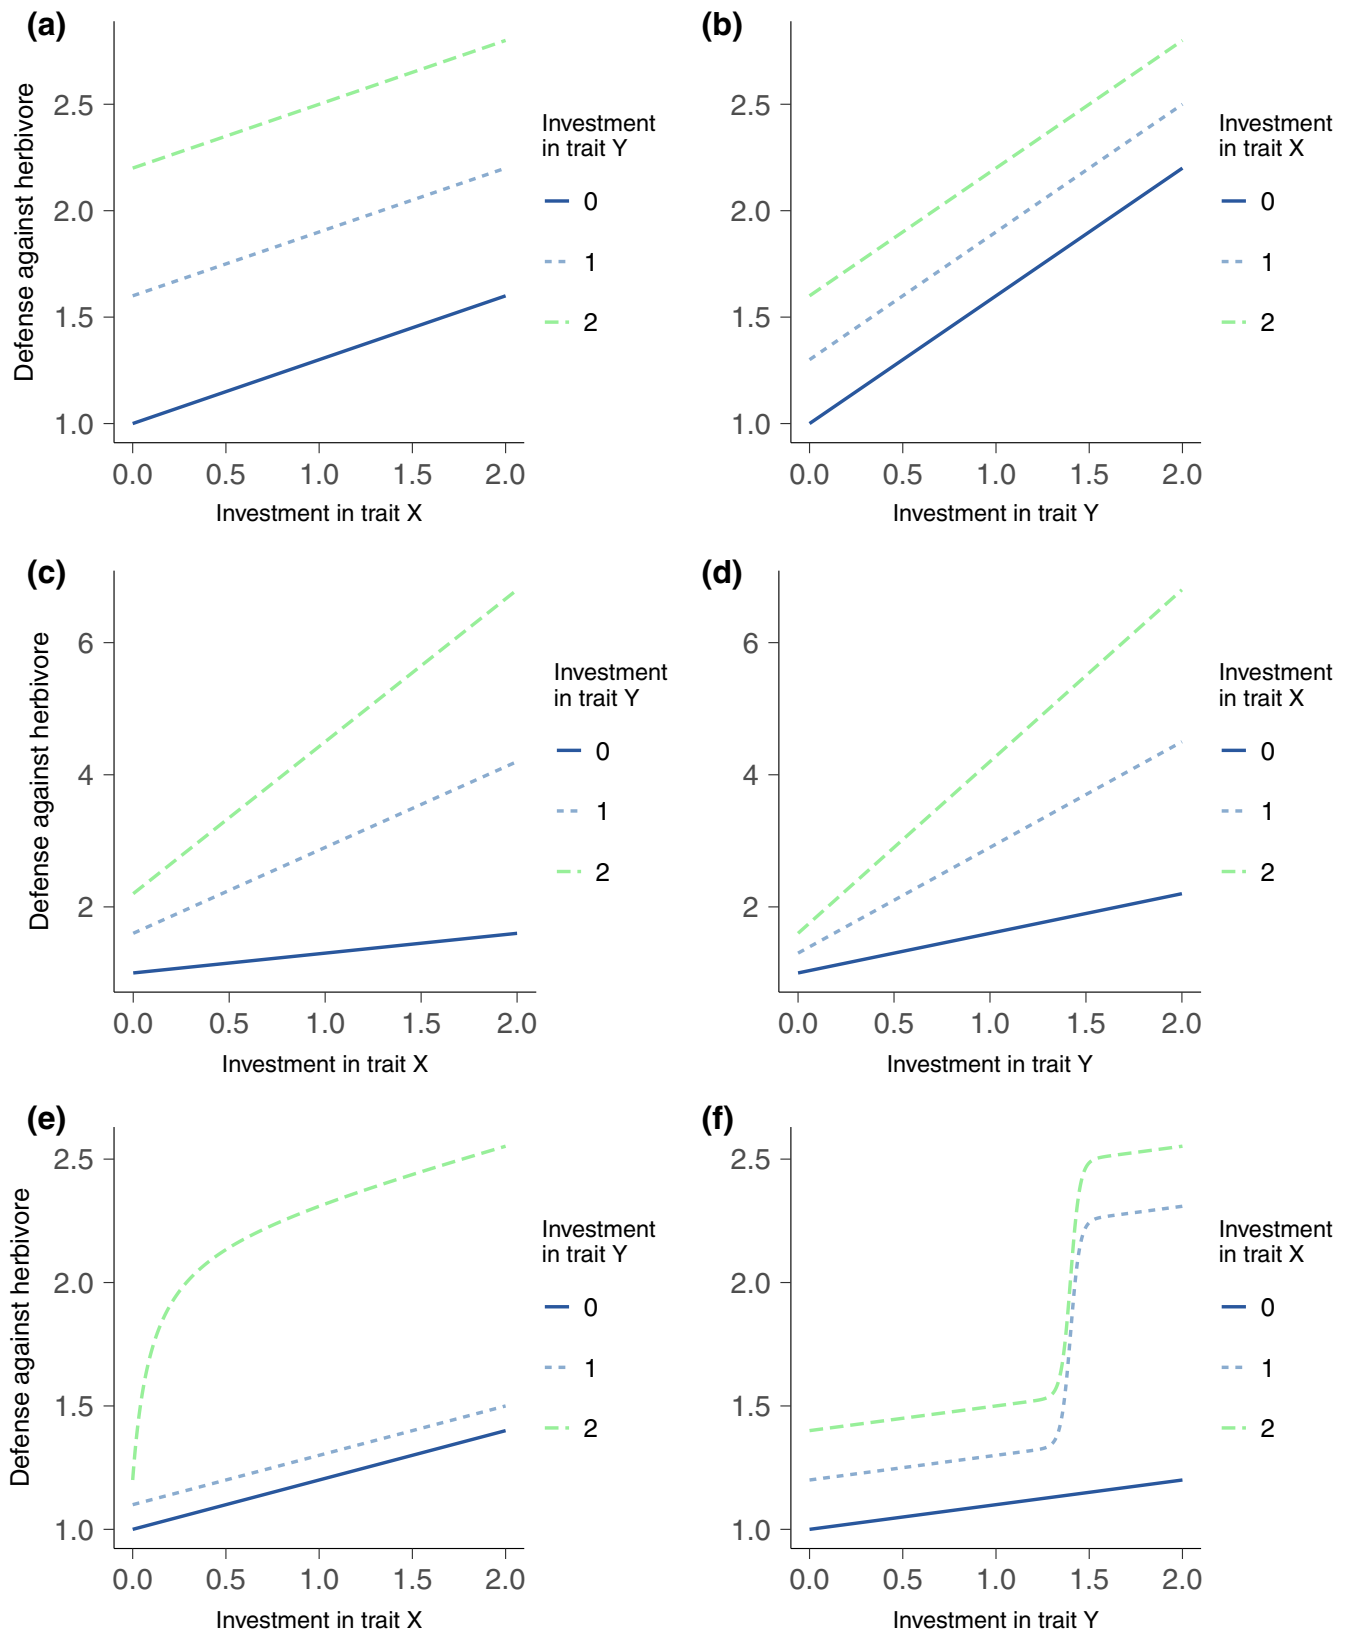 (a)
Defense against herbivore
2.5
2.0
1.5
1.0
0.0 0.5 1.0 1.5 2.0
Investment in trait X
Investment
in trait Y
0
1
2
(b)
2.5
2.0
1.5
1.0
0.0 0.5 1.0 1.5 2.0
Investment in trait Y
Investment
in trait X
0
1
2
(c)
Defense against herbivore
6
4
2
0.0 0.5 1.0 1.5 2.0
Investment in trait X
Investment
in trait Y
0
1
2
(d)
6
4
2
0.0 0.5 1.0 1.5 2.0
Investment in trait Y
Investment
in trait X
0
1
2
(e)
Defense against herbivore
2.5
2.0
1.5
1.0
0.0 0.5 1.0 1.5 2.0
Investment in trait X
Investment
in trait Y
0
1
2
(f)
2.5
2.0
1.5
1.0
0.0 0.5 1.0 1.5 2.0
Investment in trait Y
Investment
in trait X
0
1
2